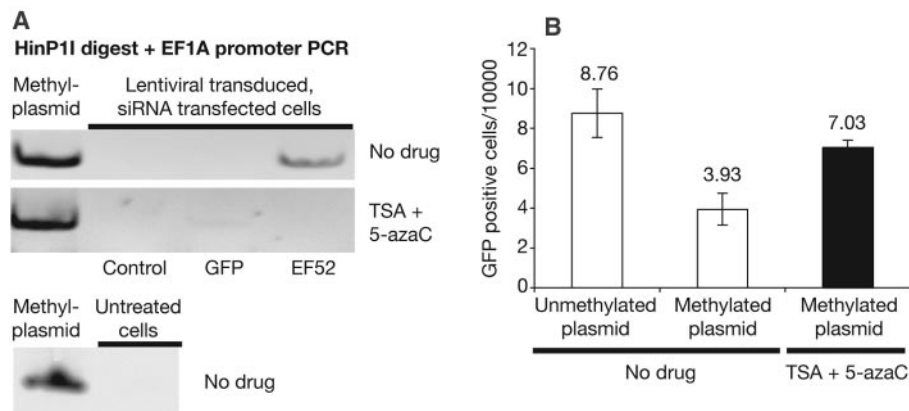 A
HinP1I digest + EF1A promoter PCR
Methyl-
plasmid
Lentiviral transduced,
siRNA transfected cells
No drug
TSA +
5-azaC
Control GFP EF52
Methyl-
plasmid
Untreated
cells
No drug
B
GFP positive cells/10000
12
10
8
6
4
2
0
8.76
3.93
7.03
Unmethylated
plasmid
Methylated
plasmid
Methylated
plasmid
No drug
TSA + 5-azaC